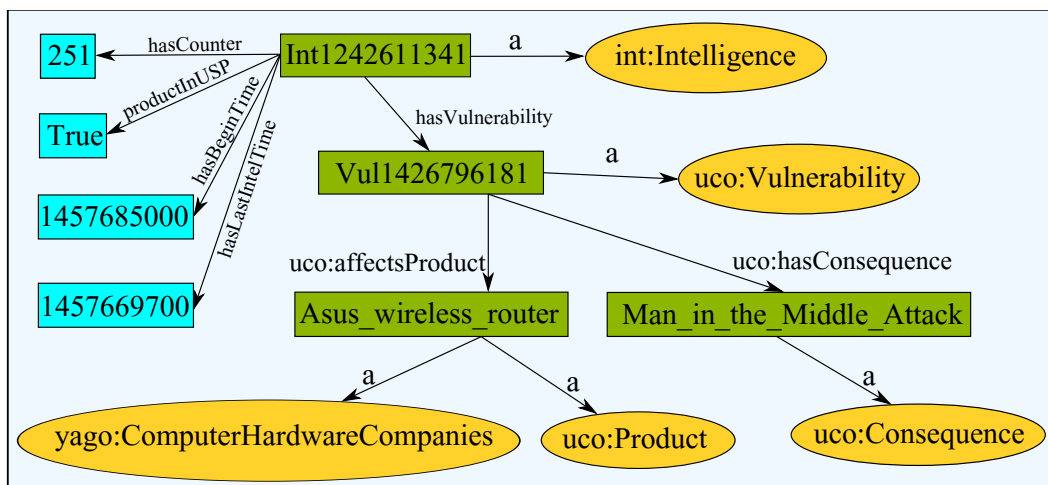 251
hasCounter
Int1242611341
a
int:Intelligence
productInUSP
True
hasBeginTime
hasVulnerability
Vul1426796181
a
uco:Vulnerability
1457685000
hasLastIntelTime
uco:affectsProduct
uco:hasConsequence
1457669700
Asus_wireless_router
Man_in_the_Middle_Attack
a
a
a
yago:ComputerHardwareCompanies
uco:Product
uco:Consequence